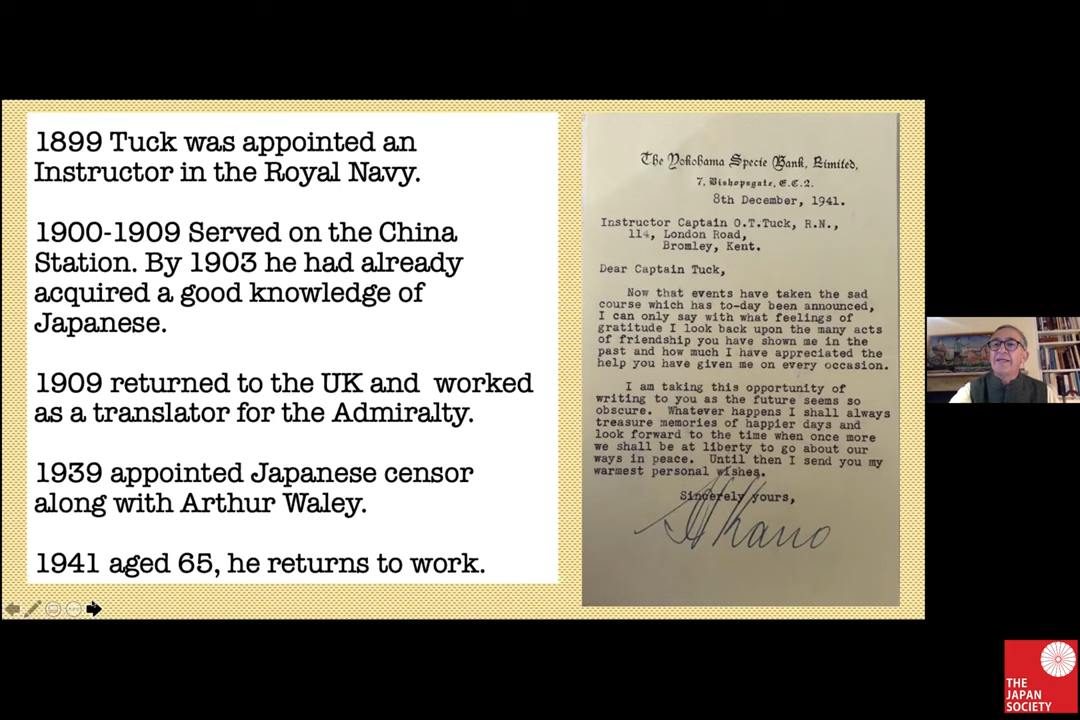 1899 Tuck was appointed an
Instructor in the Royal Navy.
1900-1909 Served on the China
Station. By 1903 he had already
acquired a good knowledge of
Japanese.
1909 returned to the UK and worked
as a translator for the Admiralty.
1939 appointed Japanese censor
along with Arthur Waley.
1941 aged 65, he returns to work.
The Yokohama Specie Bank, Limited,
7, Bishopsgate, E.C.2.
8th December, 1941.
Instructor Captain O.T.Tuck, R.N.,
114, London Road,
Bromley, Kent.
Dear Captain Tuck,
Now that events have taken the sad
course which has to-day been announced,
I can only say with what feelings of
gratitude I look back upon the many acts
of friendship you have shown me in the
past and how much I have appreciated the
help you have given me on every occasion.
I am taking this opportunity of
writing to you as the future seems so
obscure. Whatever happens I shall always
treasure memories of happier days and
look forward to the time when once more
we shall be at liberty to go about our
ways in peace. Until then I send you my
warmest personal wishes.
Sincerely yours,
Kano
THE
JAPAN
SOCIETY